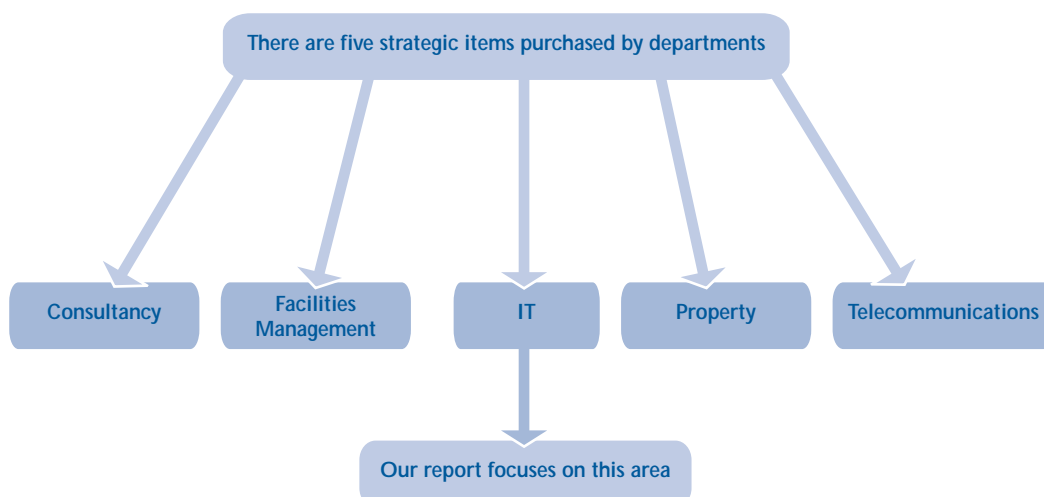 There are five strategic items purchased by departments
Consultancy
Facilities
Management
IT
Property
Telecommunications
Our report focuses on this area